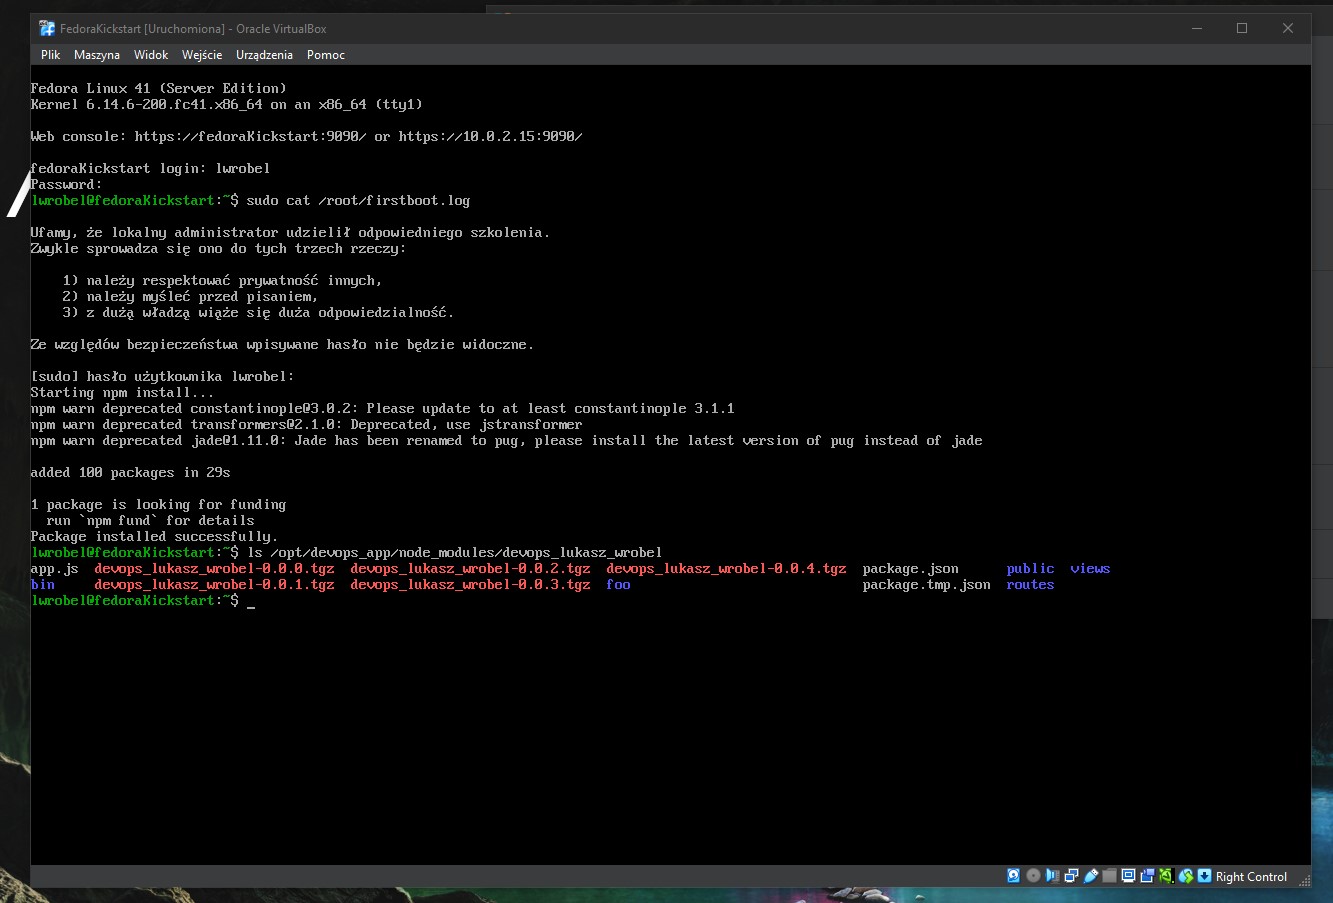 FedoraKickstart [Uruchomiona] - Oracle VirtualBox
Plik Maszyna Widok Wejście Urządzenia Pomoc
Fedora Linux 41 (Server Edition)
Kernel 6.14.6-200.fc41.x86_64 on an x86_64 (tty1)
Web console: https://fedoraKickstart:9090/ or https://10.0.2.15:9090/
fedoraKickstart login: lwrobel
Password:
lwrobel@fedoraKickstart:~$ sudo cat /root/firstboot.log
Ufamy, że lokalny administrator udzielił odpowiedniego szkolenia.
Zwykle sprowadza się ono do tych trzech rzeczy:
1) należy respektować prywatność innych,
2) należy myśleć przed pisaniem,
3) z dużą władzą wiąże się duża odpowiedzialność.
Ze względów bezpieczeństwa wpisywane hasło nie będzie widoczne.
[sudo] hasło użytkownika lwrobel:
Starting npm install...
npm warn deprecated constantinople@3.0.2: Please update to at least constantinople 3.1.1
npm warn deprecated transformers@2.1.0: Deprecated, use jstransformer
npm warn deprecated jade@1.11.0: Jade has been renamed to pug, please install the latest version of pug instead of jade
added 100 packages in 29s
1 package is looking for funding
run `npm fund` for details
Package installed successfully.
lwrobel@fedoraKickstart:~$ ls /opt/devops_app/node_modules/devops_lukasz_wrobel
app.js devops_lukasz_wrobel-0.0.0.tgz devops_lukasz_wrobel-0.0.2.tgz devops_lukasz_wrobel-0.0.4.tgz package.json public views
bin devops_lukasz_wrobel-0.0.1.tgz devops_lukasz_wrobel-0.0.3.tgz foo package.tmp.json routes
lwrobel@fedoraKickstart:~$ _
Right Control